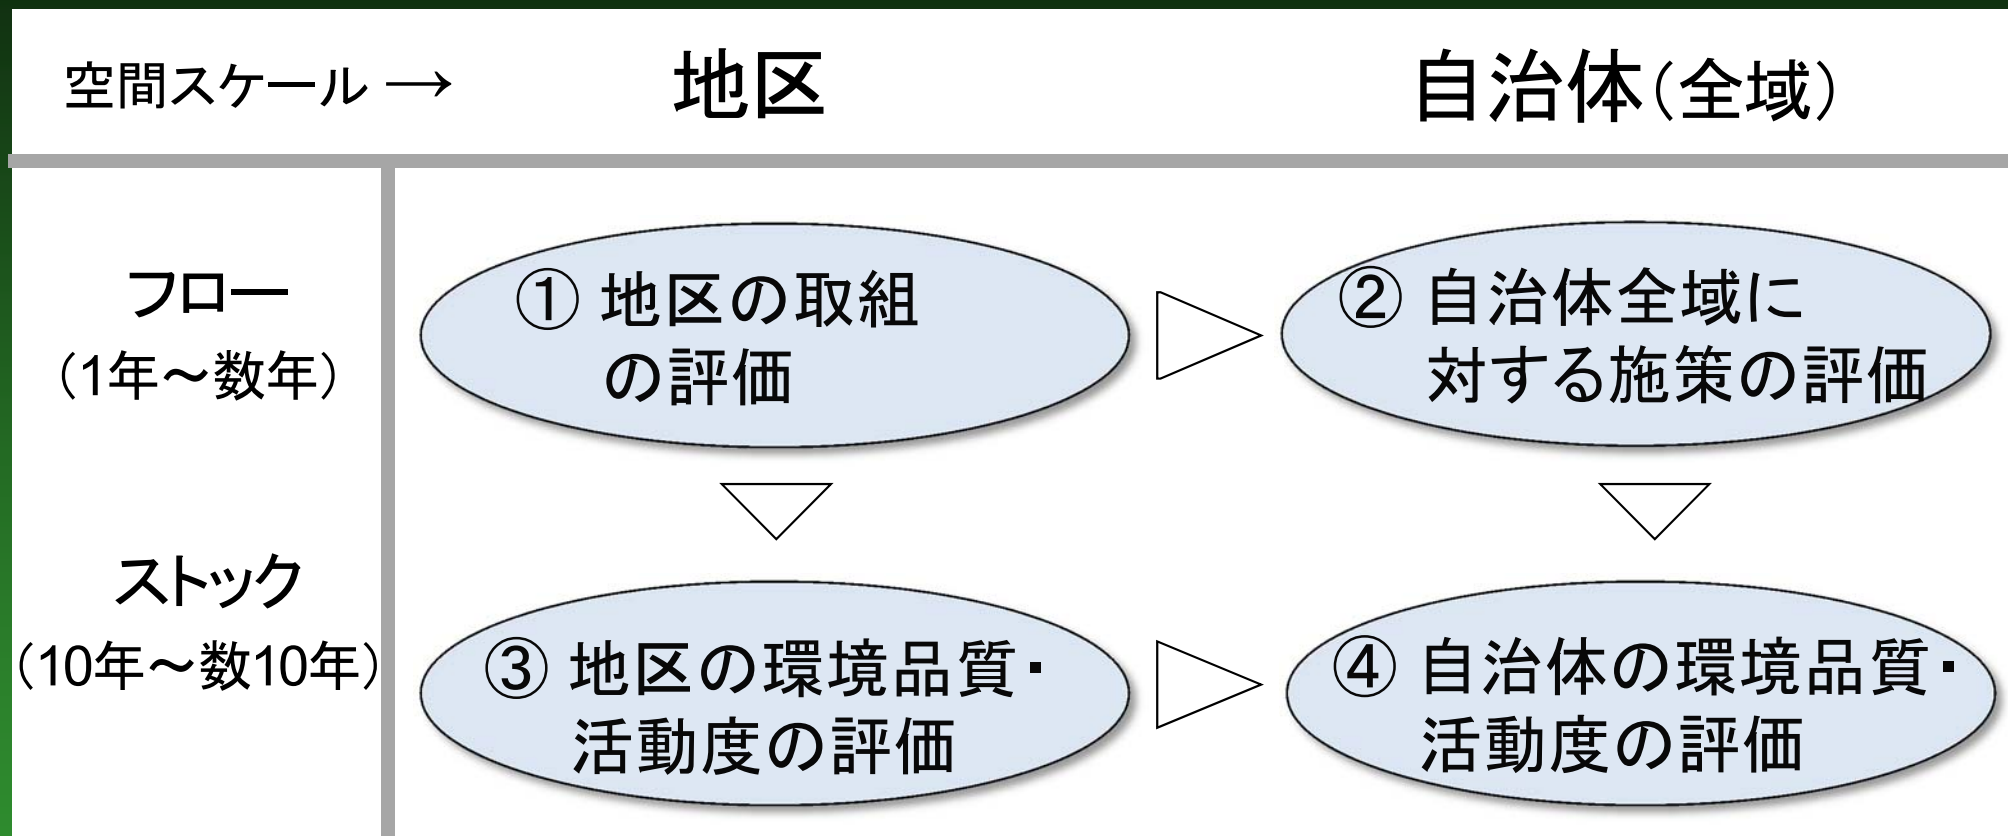 空間スケール → 地区 自治体（全域）
フロー
（1年～数年）
① 地区の取組
の評価
② 自治体全域に
対する施策の評価
ストック
（10年～数10年）
③ 地区の環境品質・
活動度の評価
④ 自治体の環境品質・
活動度の評価